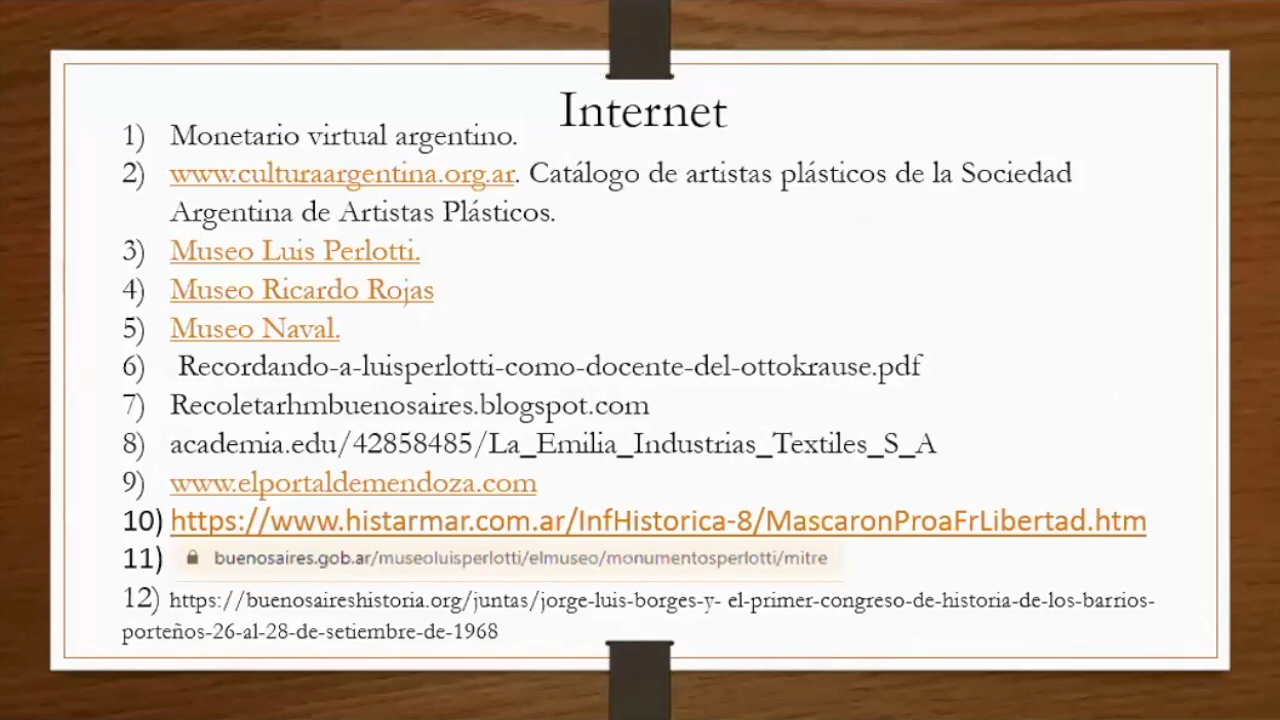 Internet
1) Monetario virtual argentino.
2) www.culturaargentina.org.ar. Catálogo de artistas plásticos de la Sociedad
Argentina de Artistas Plásticos.
3) Museo Luis Perlotti.
4) Museo Ricardo Rojas
5) Museo Naval.
6) Recordando-a-luisperlotti-como-docente-del-ottokrause.pdf
7) Recoletarhmbuenosaires.blogspot.com
8) academia.edu/42858485/La_Emilia_Industrias_Textiles_S_A
9) www.elportaldemendoza.com
10) https://www.histarmar.com.ar/InfHistorica-8/MascaronProaFrLibertad.htm
11) buenosaires.gob.ar/museoluisperlotti/elmuseo/monumentosperlotti/mitre
12) https://buenosaireshistoria.org/juntas/jorge-luis-borges-y- el-primer-congreso-de-historia-de-los-barrios-
porteños-26-al-28-de-setiembre-de-1968